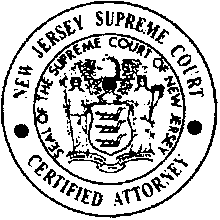 NEW JERSEY SUPREME COURT
SEAL OF THE SUPREME COURT OF NEW JERSEY
CERTIFIED ATTORNEY